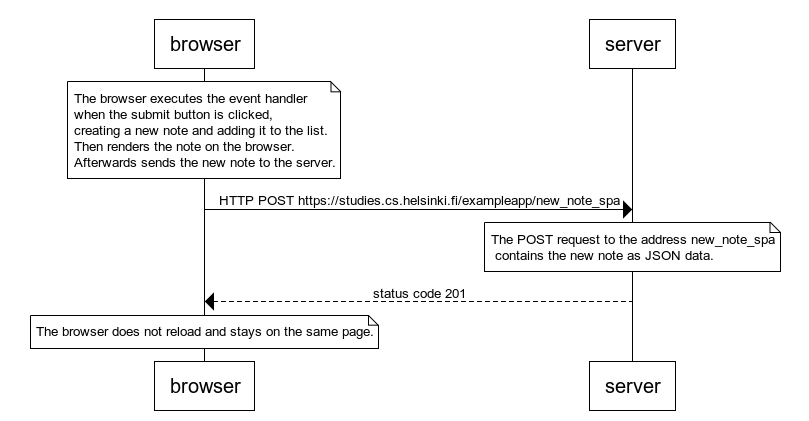 browser
server
The browser executes the event handler
when the submit button is clicked,
creating a new note and adding it to the list.
Then renders the note on the browser.
Afterwards sends the new note to the server.
HTTP POST https://studies.cs.helsinki.fi/exampleapp/new_note_spa
The POST request to the address new_note_spa
contains the new note as JSON data.
status code 201
The browser does not reload and stays on the same page.
browser
server